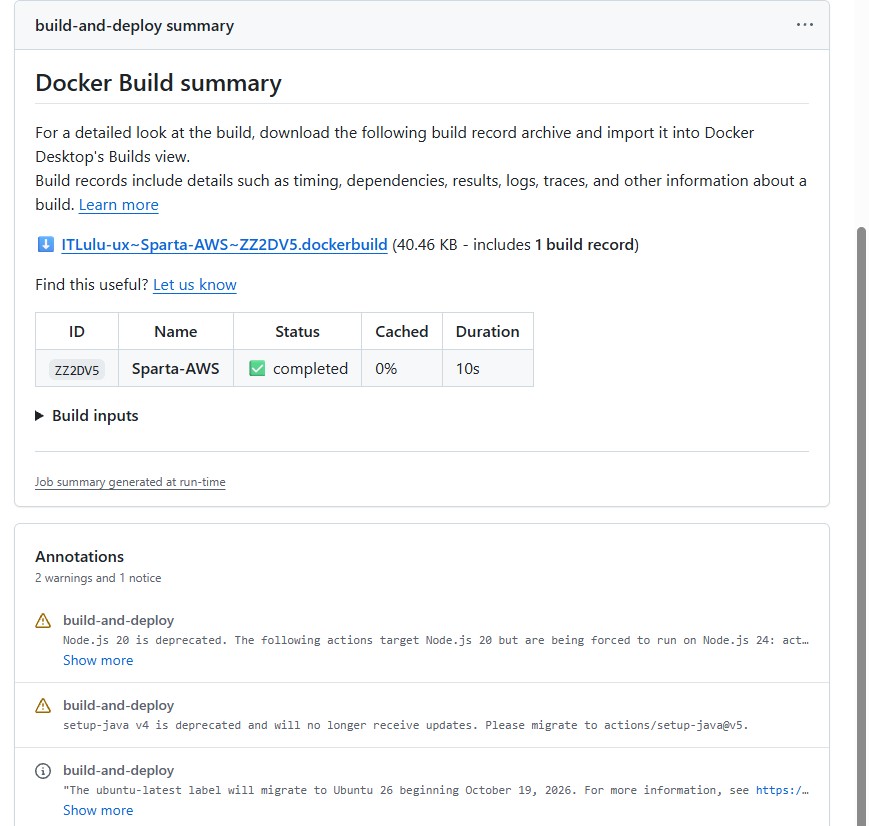 build-and-deploy summary
Docker Build summary
For a detailed look at the build, download the following build record archive and import it into Docker
Desktop's Builds view.
Build records include details such as timing, dependencies, results, logs, traces, and other information about a
build. Learn more
ITLulu-ux~Sparta-AWS~ZZ2DV5.dockerbuild (40.46 KB - includes 1 build record)
Find this useful? Let us know
ID Name Status Cached Duration
ZZ2DV5 Sparta-AWS completed 0% 10s
Build inputs
Job summary generated at run-time
Annotations
2 warnings and 1 notice
build-and-deploy
Node.js 20 is deprecated. The following actions target Node.js 20 but are being forced to run on Node.js 24: act…
Show more
build-and-deploy
setup-java v4 is deprecated and will no longer receive updates. Please migrate to actions/setup-java@v5.
build-and-deploy
"The ubuntu-latest label will migrate to Ubuntu 26 beginning October 19, 2026. For more information, see https:/…
Show more